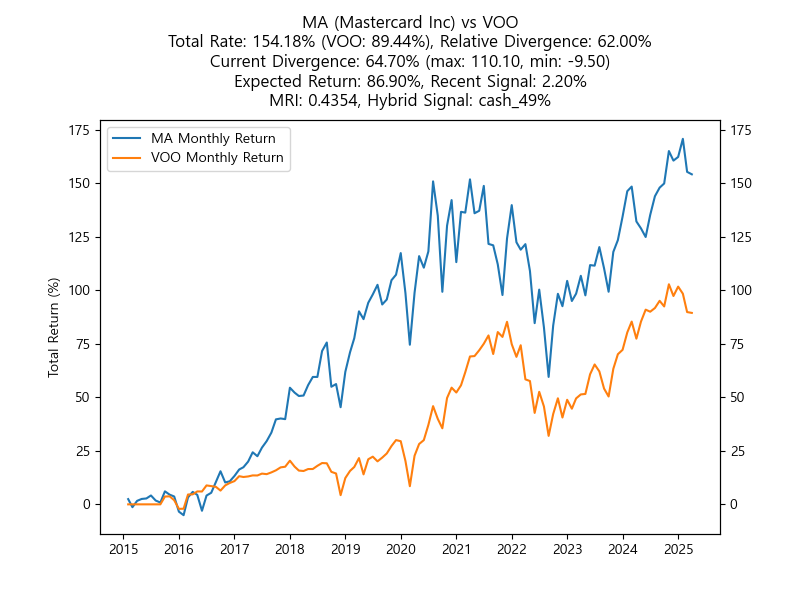 MA (Mastercard Inc) vs VOO
Total Rate: 154.18% (VOO: 89.44%), Relative Divergence: 62.00%
Current Divergence: 64.70% (max: 110.10, min: -9.50)
Expected Return: 86.90%, Recent Signal: 2.20%
MRI: 0.4354, Hybrid Signal: cash_49%
MA Monthly Return
VOO Monthly Return
Total Return (%)
175
150
125
100
75
50
25
0
175
150
125
100
75
50
25
0
2015 2016 2017 2018 2019 2020 2021 2022 2023 2024 2025